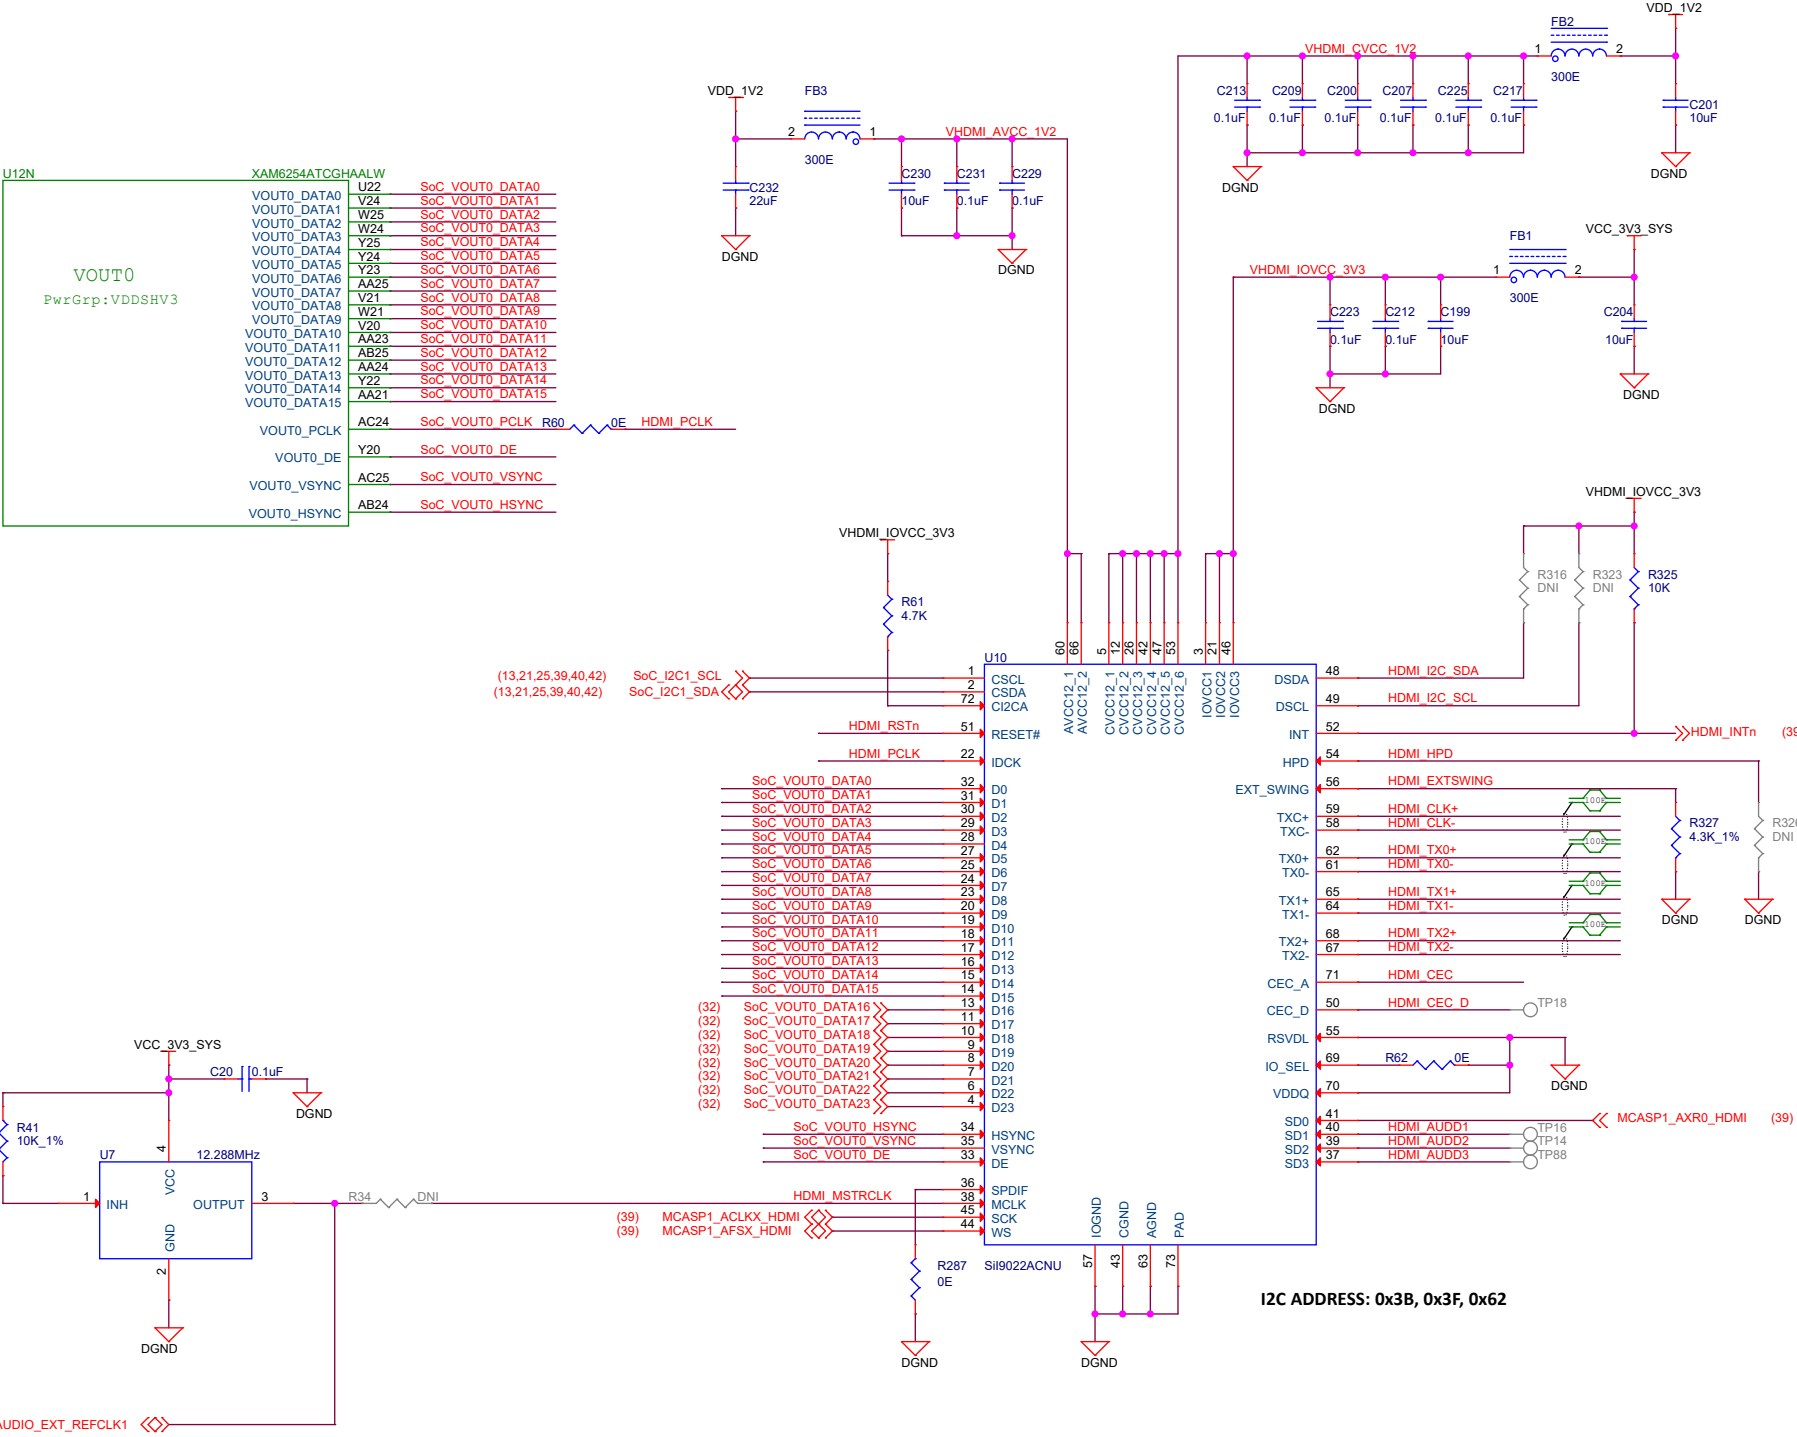 VDD_1V2
FB2
VHDMI_CVCC_1V2
1
2
300E
C213
0.1uF
C209
0.1uF
C200
0.1uF
C207
0.1uF
C225
0.1uF
C217
0.1uF
C201
10uF
DGND
DGND
VDD_1V2
FB3
2
1
VHDMI_AVCC_1V2
300E
C232
22uF
C230
10uF
C231
0.1uF
C229
0.1uF
DGND
DGND
VCC_3V3_SYS
FB1
VHDMI_IOVCC_3V3
1
2
300E
C223
0.1uF
C212
0.1uF
C199
10uF
C204
10uF
DGND
DGND
U12N
XAM6254ATCGHAALW
VOUT0
PwrGrp:VDDSHV3
VOUT0_DATA0 U22 SoC_VOUT0_DATA0
VOUT0_DATA1 V24 SoC_VOUT0_DATA1
VOUT0_DATA2 W25 SoC_VOUT0_DATA2
VOUT0_DATA3 W24 SoC_VOUT0_DATA3
VOUT0_DATA4 Y25 SoC_VOUT0_DATA4
VOUT0_DATA5 Y24 SoC_VOUT0_DATA5
VOUT0_DATA6 Y23 SoC_VOUT0_DATA6
VOUT0_DATA7 AA25 SoC_VOUT0_DATA7
VOUT0_DATA8 V21 SoC_VOUT0_DATA8
VOUT0_DATA9 W21 SoC_VOUT0_DATA9
VOUT0_DATA10 V20 SoC_VOUT0_DATA10
VOUT0_DATA11 AA23 SoC_VOUT0_DATA11
VOUT0_DATA12 AB25 SoC_VOUT0_DATA12
VOUT0_DATA13 AA24 SoC_VOUT0_DATA13
VOUT0_DATA14 Y22 SoC_VOUT0_DATA14
VOUT0_DATA15 AA21 SoC_VOUT0_DATA15
VOUT0_PCLK AC24 SoC_VOUT0_PCLK R60 0E HDMI_PCLK
VOUT0_DE Y20 SoC_VOUT0_DE
VOUT0_VSYNC AC25 SoC_VOUT0_VSYNC
VOUT0_HSYNC AB24 SoC_VOUT0_HSYNC
VHDMI_IOVCC_3V3
R61
4.7K
VHDMI_IOVCC_3V3
R316
DNI
R323
DNI
R325
10K
U10
60 AVCC12_1
66 AVCC12_2
5 CVCC12_1
12 CVCC12_2
26 CVCC12_3
42 CVCC12_4
47 CVCC12_5
53 CVCC12_6
3 IOVCC1
21 IOVCC2
46 IOVCC3
(13,21,25,39,40,42) SoC_I2C1_SCL 1 CSCL
(13,21,25,39,40,42) SoC_I2C1_SDA 2 CSDA
72 CI2CA
HDMI_RSTn 51 RESET#
HDMI_PCLK 22 IDCK
SoC_VOUT0_DATA0 32 D0
SoC_VOUT0_DATA1 31 D1
SoC_VOUT0_DATA2 30 D2
SoC_VOUT0_DATA3 29 D3
SoC_VOUT0_DATA4 28 D4
SoC_VOUT0_DATA5 27 D5
SoC_VOUT0_DATA6 25 D6
SoC_VOUT0_DATA7 24 D7
SoC_VOUT0_DATA8 23 D8
SoC_VOUT0_DATA9 20 D9
SoC_VOUT0_DATA10 19 D10
SoC_VOUT0_DATA11 18 D11
SoC_VOUT0_DATA12 17 D12
SoC_VOUT0_DATA13 16 D13
SoC_VOUT0_DATA14 15 D14
SoC_VOUT0_DATA15 14 D15
(32) SoC_VOUT0_DATA16 13 D16
(32) SoC_VOUT0_DATA17 11 D17
(32) SoC_VOUT0_DATA18 10 D18
(32) SoC_VOUT0_DATA19 9 D19
(32) SoC_VOUT0_DATA20 8 D20
(32) SoC_VOUT0_DATA21 7 D21
(32) SoC_VOUT0_DATA22 6 D22
(32) SoC_VOUT0_DATA23 4 D23
SoC_VOUT0_HSYNC 34 HSYNC
SoC_VOUT0_VSYNC 35 VSYNC
SoC_VOUT0_DE 33 DE
36 SPDIF
HDMI_MSTRCLK 38 MCLK
(39) MCASP1_ACLKX_HDMI 45 SCK
(39) MCASP1_AFSX_HDMI 44 WS
DSDA 48 HDMI_I2C_SDA
DSCL 49 HDMI_I2C_SCL
INT 52 HDMI_INTn
HPD 54 HDMI_HPD
EXT_SWING 56 HDMI_EXTSWING
TXC+ 59 HDMI_CLK+ 100E
TXC- 58 HDMI_CLK-
TX0+ 62 HDMI_TX0+ 100E
TX0- 61 HDMI_TX0-
TX1+ 65 HDMI_TX1+ 100E
TX1- 64 HDMI_TX1-
TX2+ 68 HDMI_TX2+ 100E
TX2- 67 HDMI_TX2-
R327
4.3K_1%
DNI
DGND
DGND
CEC_A 71 HDMI_CEC
CEC_D 50 HDMI_CEC_D TP18
RSVDL 55
IO_SEL 69 R62 0E
DGND
VDDQ 70
SD0 41 MCASP1_AXR0_HDMI (39)
SD1 40 HDMI_AUDD1 TP16
SD2 39 HDMI_AUDD2 TP14
SD3 37 HDMI_AUDD3 TP88
IOGND 57
CGND 43
AGND 63
PAD 73
SiI9022ACNU
R287
0E
DGND
DGND
I2C ADDRESS: 0x3B, 0x3F, 0x62
VCC_3V3_SYS
C20 0.1uF
DGND
R41
10K_1%
U7
12.288MHz
4 VCC
1 INH
OUTPUT 3
GND 2
R34 DNI
DGND
AUDIO_EXT_REFCLK1